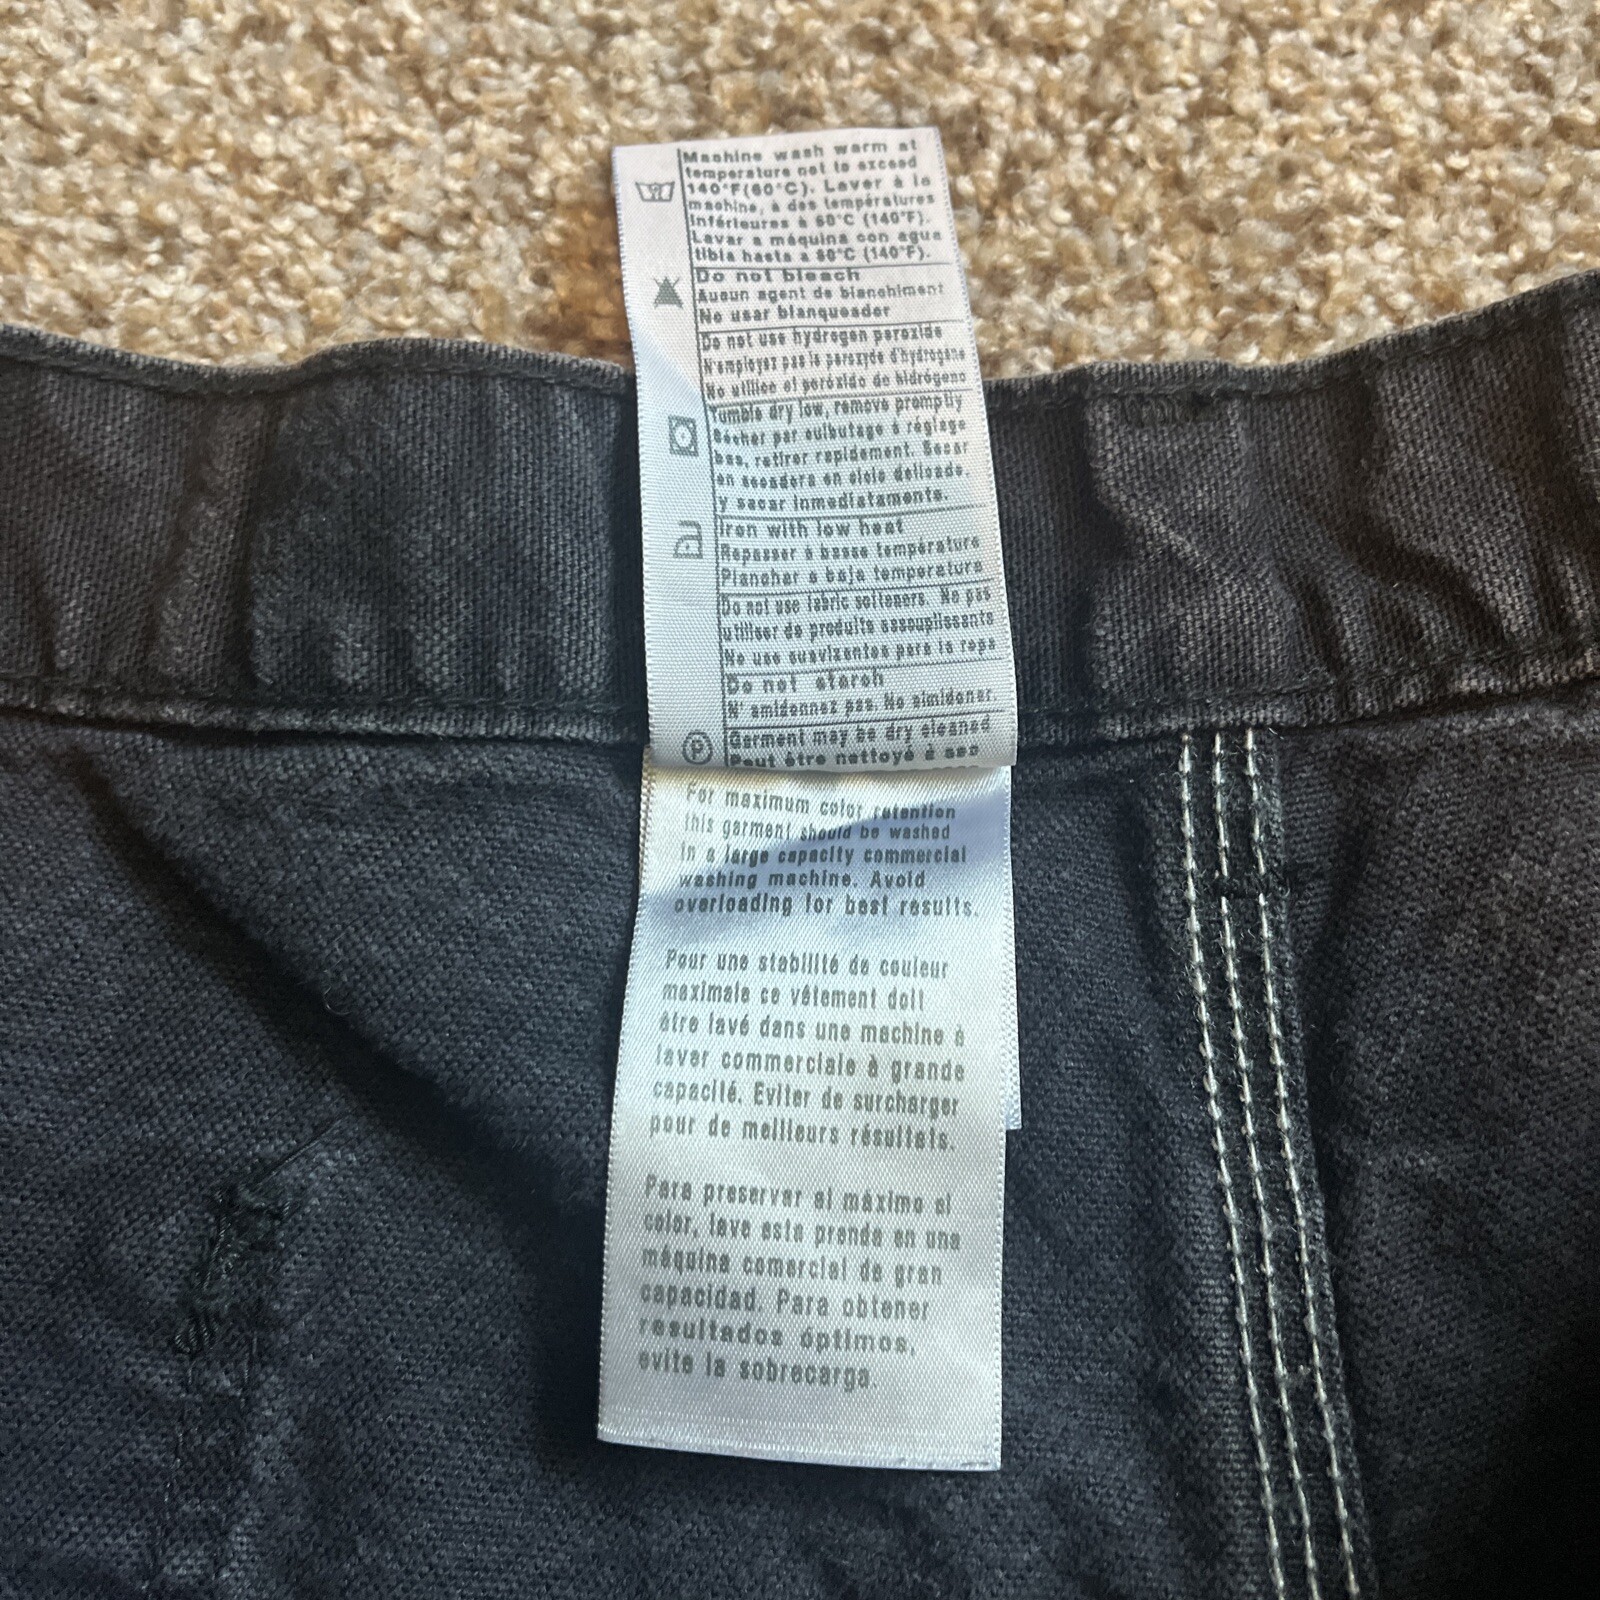 Machine wash warm at
temperature not to exceed
140°F(60°C). Laver à la
machine, à des températures
inférieures à 60°C (140°F).
Lavar a máquina con agua
tibia hasta a 60°C (140°F).
Do not bleach
Aucun agent de blanchiment
No usar blanqueador
Do not use hydrogen peroxide
N'employez pas le peroxyde d'hydrogène
No utilice el peróxido de hidrógeno
Tumble dry low, remove promptly
Sécher par culbutage à réglage
bas, retirer rapidement. Secar
en secadora en ciclo delicado.
y sacar inmediatamente.
Iron with low heat
Repasser à basse température
Planchar a baja temperatura
Do not use fabric softeners. Ne pas
utiliser de produits assouplissants
No use suavizantes para la ropa
Do not starch
N' amidonnez pas. No almidonar.
P
Garment may be dry cleaned
Peut être nettoyé à sec
For maximum color retention
this garment should be washed
in a large capacity commercial
washing machine. Avoid
overloading for best results.
Pour une stabilité de couleur
maximale ce vêtement doit
être lavé dans une machine à
laver commerciale à grande
capacité. Eviter de surcharger
pour de meilleurs résultats.
Para preservar al máximo el
color, lave esta prenda en una
máquina comercial de gran
capacidad. Para obtener
resultados óptimos,
evite la sobrecarga.